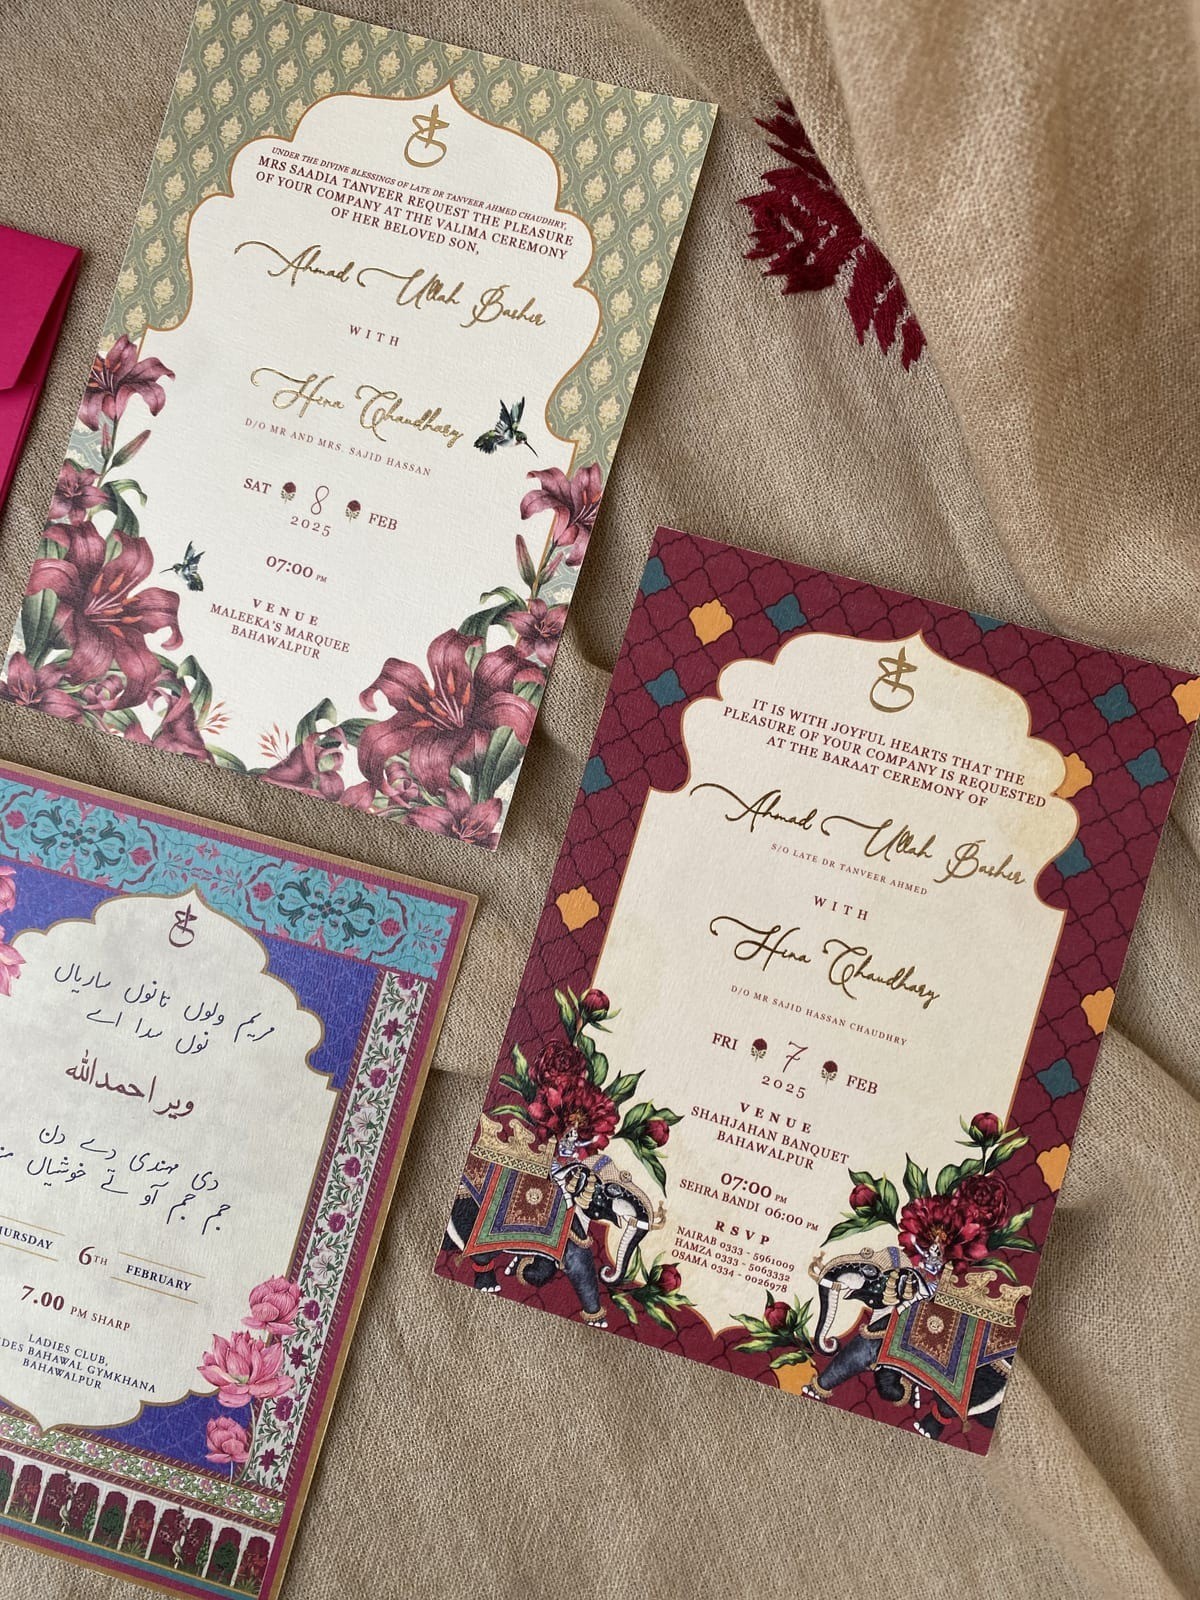 UNDER THE DIVINE BLESSINGS OF LATE DR TANVEER AHMED CHAUDHRY,
MRS SAADIA TANVEER REQUEST THE PLEASURE
OF YOUR COMPANY AT THE VALIMA CEREMONY
OF HER BELOVED SON,
Ahmad Ullah Bashir
WITH
Hina Chaudhary
D/O MR AND MRS. SAJID HASSAN
SAT 8 FEB
2025
07:00 PM
VENUE
MALEEKA'S MARQUEE
BAHAWALPUR
IT IS WITH JOYFUL HEARTS THAT THE
PLEASURE OF YOUR COMPANY IS REQUESTED
AT THE BARAAT CEREMONY OF
Ahmad Ullah Bashir
S/O LATE DR TANVEER AHMED
WITH
Hina Chaudhary
D/O MR SAJID HASSAN CHAUDHRY
FRI 7 FEB
2025
VENUE
SHAHJAHAN BANQUET
BAHAWALPUR
07:00 PM
SEHRA BANDI 06:00 PM
RSVP
NAIRAB 0333 - 5961009
HAMZA 0333 - 5063332
OSAMA 0334 - 0026978
مریم ولوں تانوں ساریاں
نوں سدا اے
ویر احمداللہ
دی مہندی دے دن
جم جم آو تے خوشیاں
6TH FEBRUARY
7.00 PM SHARP
LADIES CLUB,
BAHAWAL GYMKHANA
BAHAWALPUR